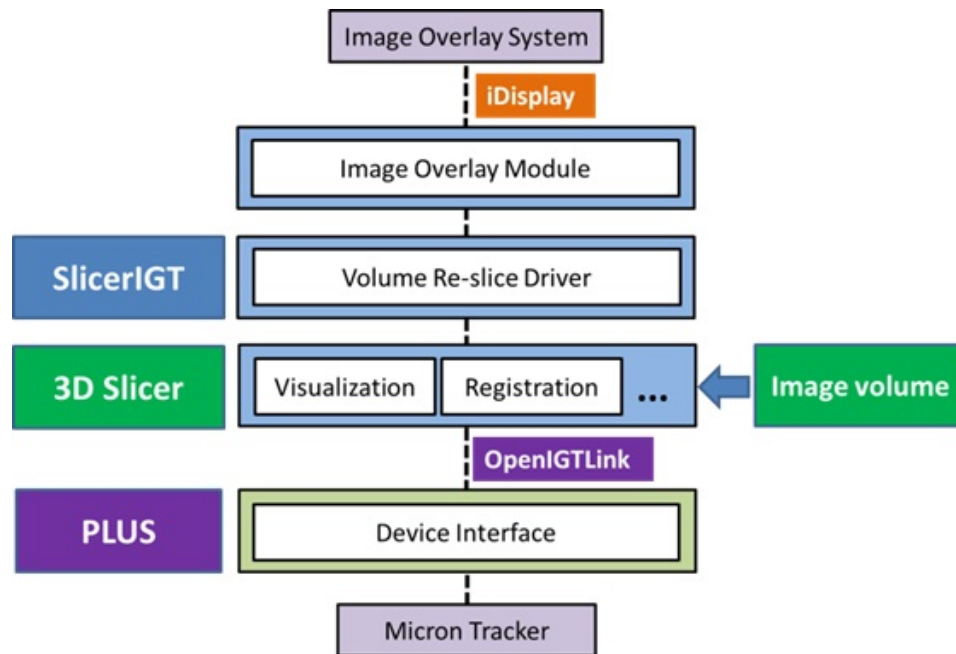 Image Overlay System
iDisplay
Image Overlay Module
SlicerIGT
Volume Re-slice Driver
3D Slicer
Visualization
Registration
...
Image volume
OpenIGTLink
PLUS
Device Interface
Micron Tracker